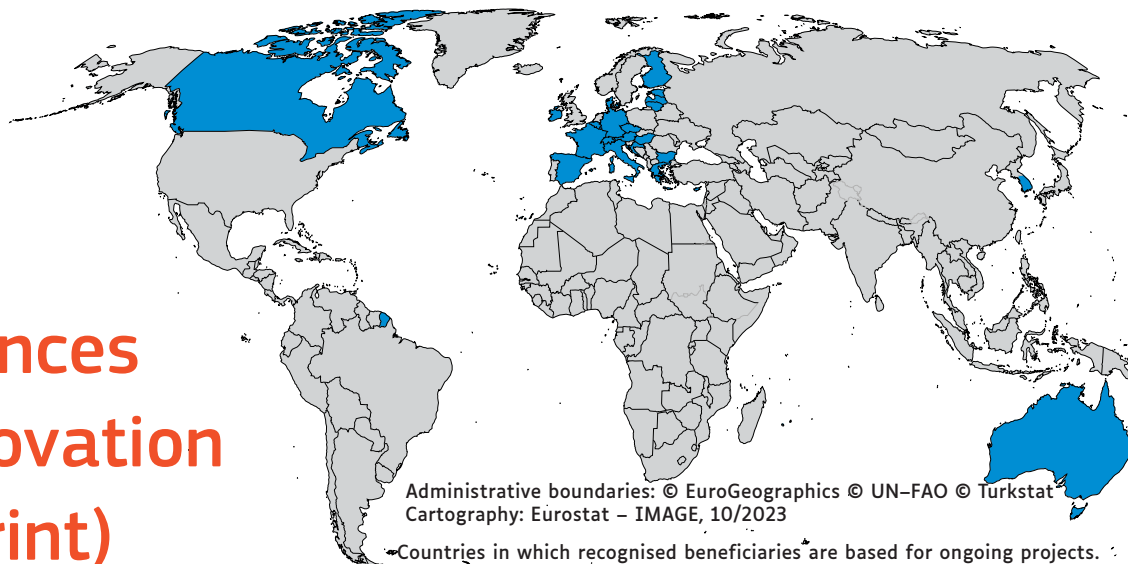 nces
ovation
rint)
Administrative boundaries: © EuroGeographics © UN–FAO © Turkstat
Cartography: Eurostat – IMAGE, 10/2023
Countries in which recognised beneficiaries are based for ongoing projects.